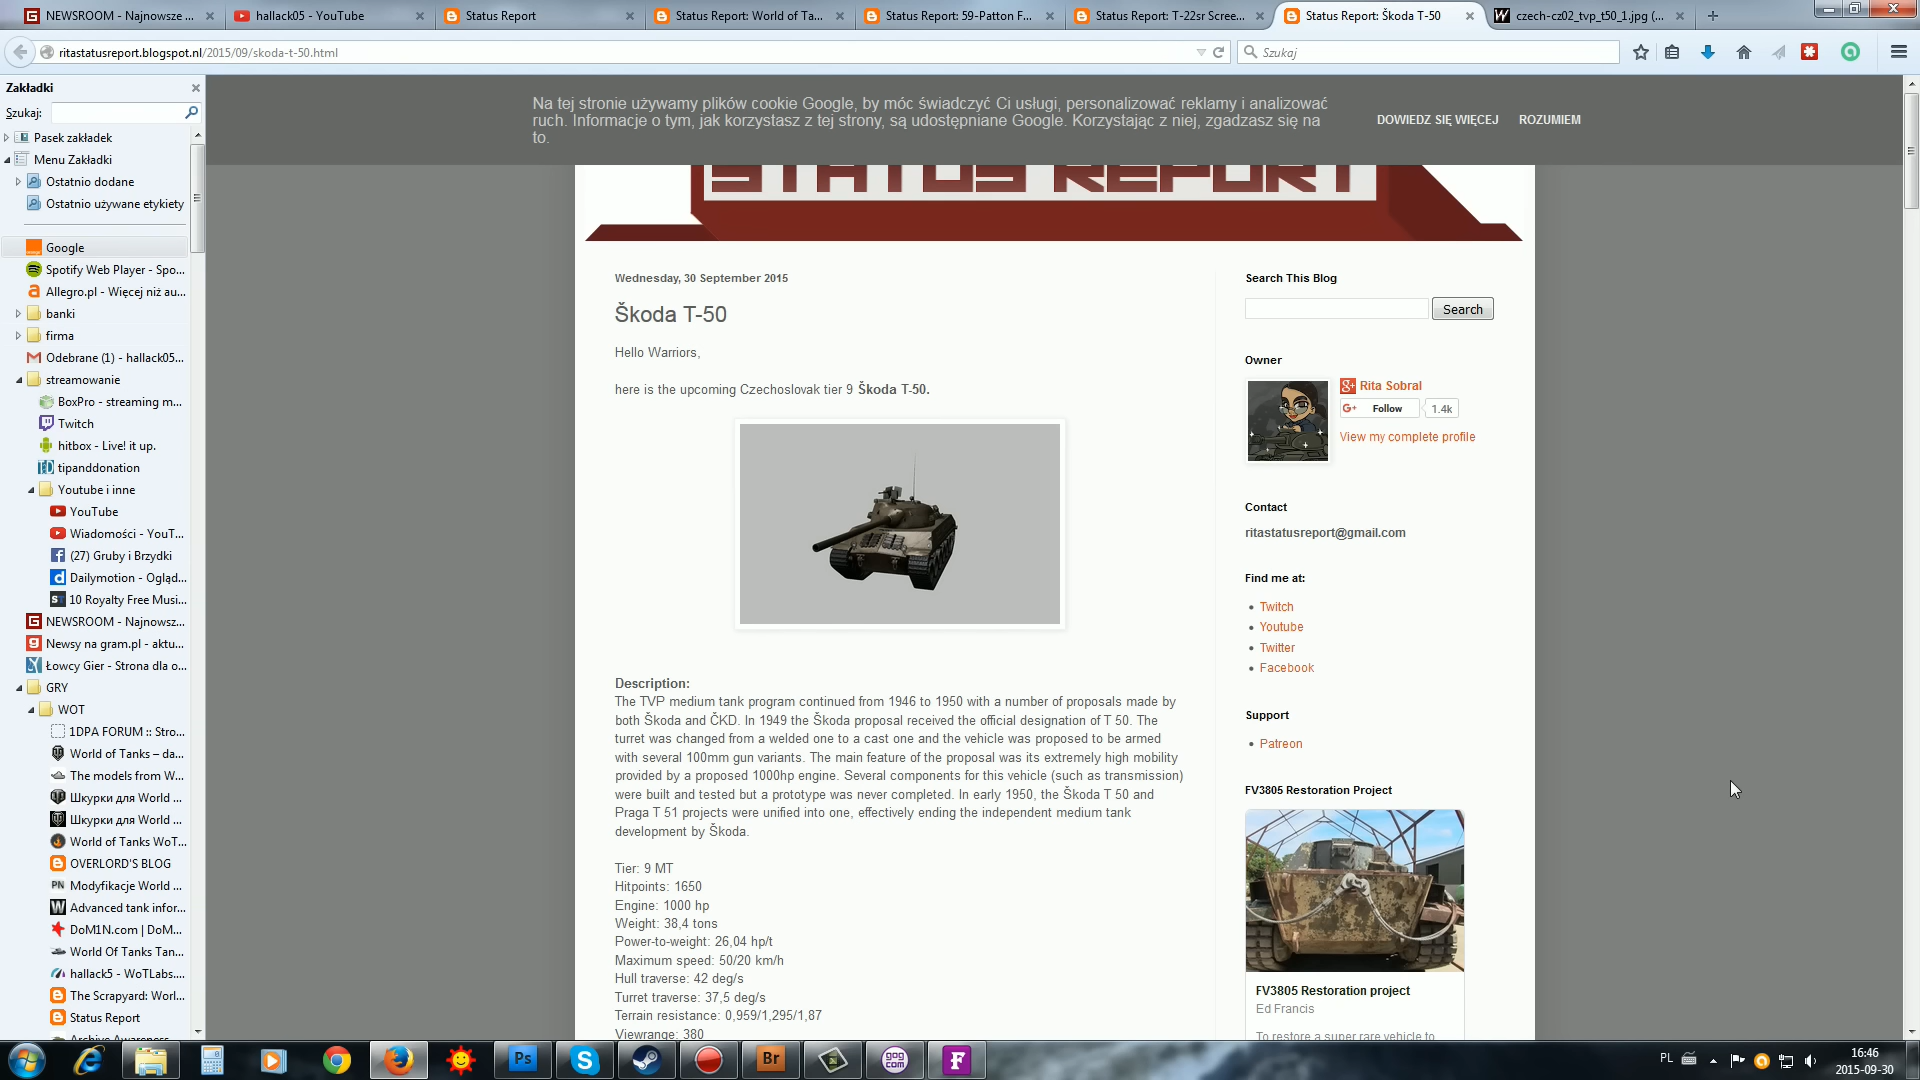 NEWSROOM - Najnowsze ...
hallack05 - YouTube
Status Report
Status Report: World of Ta...
Status Report: 59-Patton F...
Status Report: T-22sr Scree...
Status Report: Škoda T-50
czech-cz02_tvp_t50_1.jpg (...
ritastatusreport.blogspot.nl/2015/09/skoda-t-50.html
Szukaj
Zakładki
Szukaj:
Pasek zakładek
Menu Zakładki
Ostatnio dodane
Ostatnio używane etykiety
Google
Spotify Web Player - Spo...
Allegro.pl - Więcej niż au...
banki
firma
Odebrane (1) - hallack05...
streamowanie
BoxPro - streaming m...
Twitch
hitbox - Live! it up.
tipanddonation
Youtube i inne
YouTube
Wiadomości - YouT...
(27) Gruby i Brzydki
Dailymotion - Ogląd...
10 Royalty Free Musi...
NEWSROOM - Najnowsz...
Newsy na gram.pl - aktu...
Łowcy Gier - Strona dla o...
GRY
WOT
1DPA FORUM :: Stro...
World of Tanks – da...
The models from W...
Шкурки для World ...
Шкурки для World ...
World of Tanks WoT...
OVERLORD'S BLOG
Modyfikacje World ...
Advanced tank infor...
DoM1N.com | DoM...
World Of Tanks Tan...
hallack5 - WoTLabs....
The Scrapyard: Worl...
Status Report
Archive Awareness
Na tej stronie używamy plików cookie Google, by móc świadczyć Ci usługi, personalizować reklamy i analizować
ruch. Informacje o tym, jak korzystasz z tej strony, są udostępniane Google. Korzystając z niej, zgadzasz się na
to.
DOWIEDZ SIĘ WIĘCEJ
ROZUMIEM
STATUS REPORT
Wednesday, 30 September 2015
Škoda T-50
Hello Warriors,
here is the upcoming Czechoslovak tier 9 Škoda T-50.
Description:
The TVP medium tank program continued from 1946 to 1950 with a number of proposals made by
both Škoda and ČKD. In 1949 the Škoda proposal received the official designation of T 50. The
turret was changed from a welded one to a cast one and the vehicle was proposed to be armed
with several 100mm gun variants. The main feature of the proposal was its extremely high mobility
provided by a proposed 1000hp engine. Several components for this vehicle (such as transmission)
were built and tested but a prototype was never completed. In early 1950, the Škoda T 50 and
Praga T 51 projects were unified into one, effectively ending the independent medium tank
development by Škoda.
Tier: 9 MT
Hitpoints: 1650
Engine: 1000 hp
Weight: 38,4 tons
Power-to-weight: 26,04 hp/t
Maximum speed: 50/20 km/h
Hull traverse: 42 deg/s
Turret traverse: 37,5 deg/s
Terrain resistance: 0,959/1,295/1,87
Viewrange: 380
Search This Blog
Search
Owner
Rita Sobral
Follow
1.4k
View my complete profile
Contact
ritastatusreport@gmail.com
Find me at:
Twitch
Youtube
Twitter
Facebook
Support
Patreon
FV3805 Restoration Project
FV3805 Restoration project
Ed Francis
To restore a super rare vehicle to
PL
16:46
2015-09-30